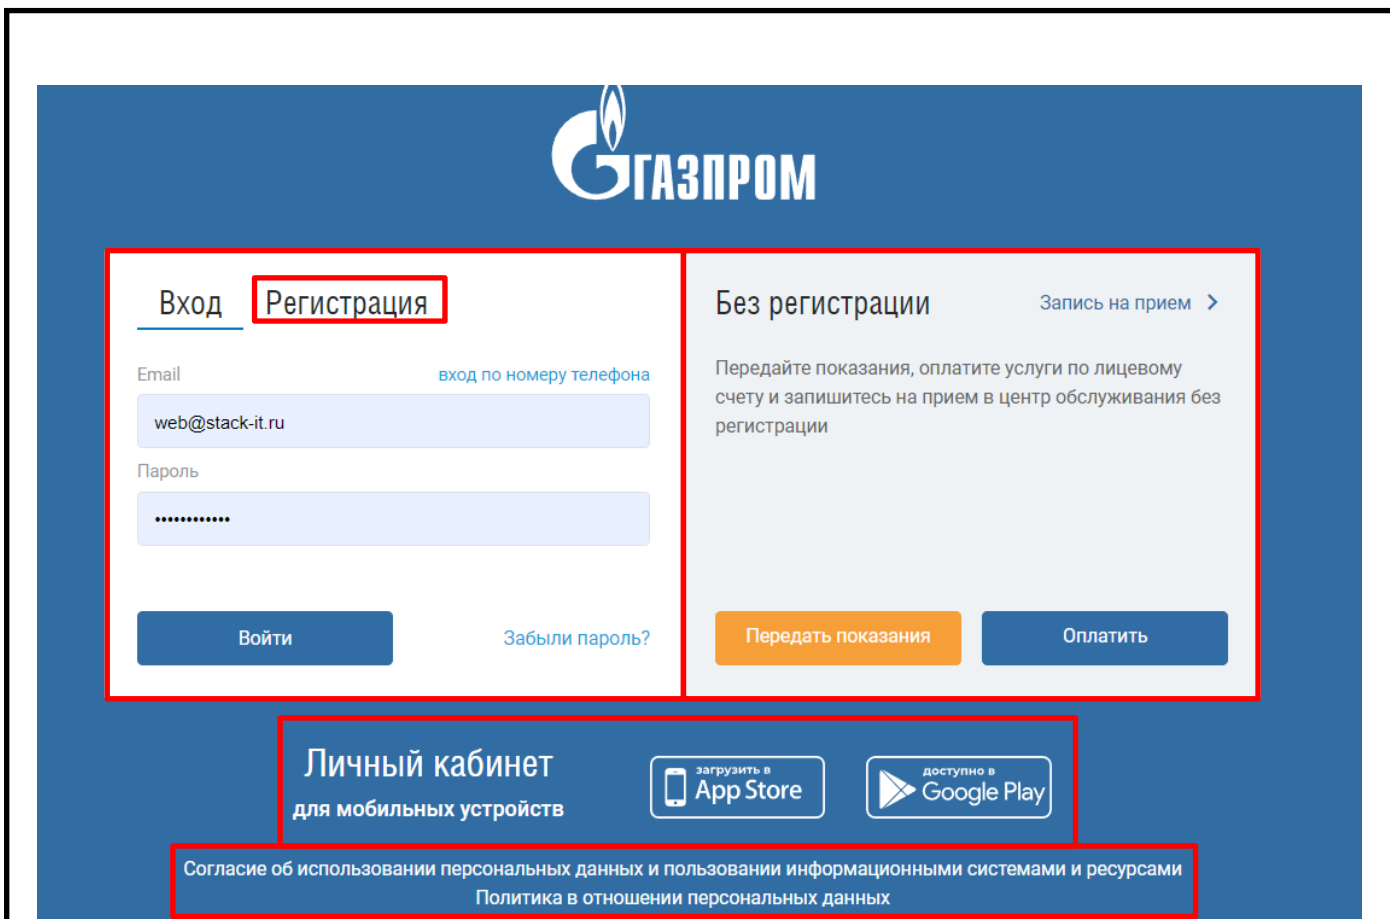 ГАЗПРОМ
Вход Регистрация
Email вход по номеру телефона
web@stack-it.ru
Пароль
••••••••••••
Войти Забыли пароль?
Без регистрации Запись на прием
Передайте показания, оплатите услуги по лицевому
счету и запишитесь на прием в центр обслуживания без
регистрации
Передать показания Оплатить
Личный кабинет
для мобильных устройств
загрузить в
App Store
доступно в
Google Play
Согласие об использовании персональных данных и пользовании информационными системами и ресурсами
Политика в отношении персональных данных